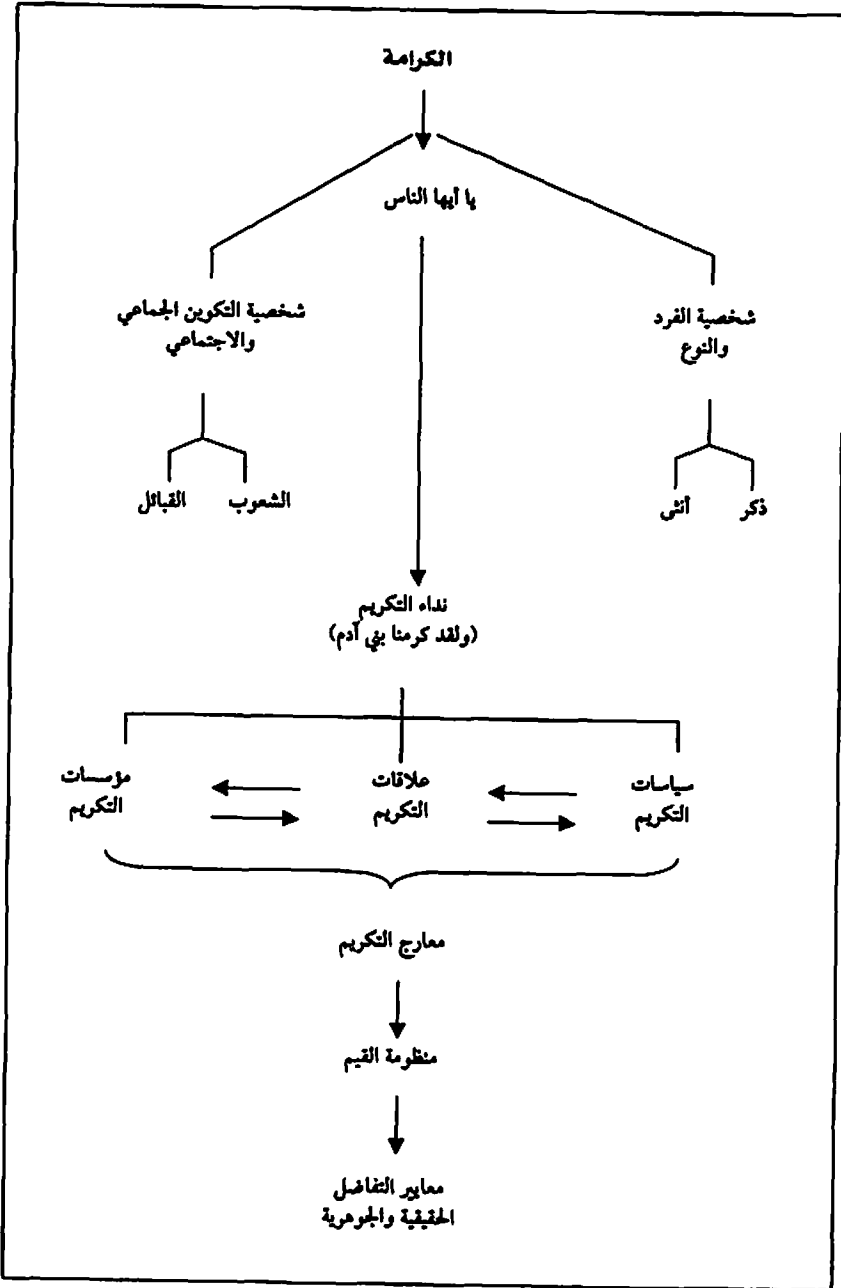 الكرامة
يا أيها الناس
شخصية الفرد
والنوع
شخصية التكوين الجماعي
والاجتماعي
ذكر
أنثى
الشعوب
القبائل
نداء التكريم
(ولقد كرمنا بني آدم)
سياسات
التكريم
علاقات
التكريم
مؤسسات
التكريم
معارج التكريم
منظومة القيم
معايير التفاضل
الحقيقية والجوهرية